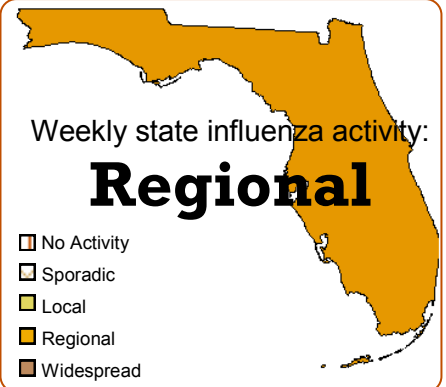 Weekly state influenza activity:
Regional
No Activity
Sporadic
Local
Regional
Widespread